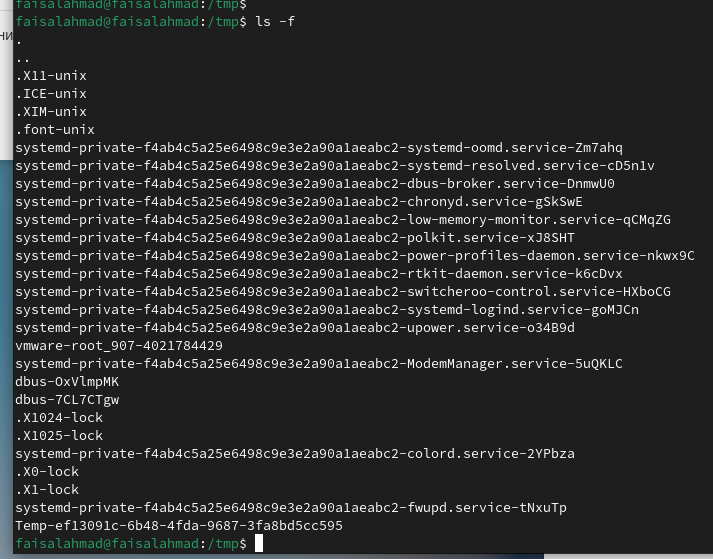 faisalahmad@faisalahmad:/tmp$
faisalahmad@faisalahmad:/tmp$ ls -f
.
..
.X11-unix
.ICE-unix
.XIM-unix
.font-unix
systemd-private-f4ab4c5a25e6498c9e3e2a90a1aeabc2-systemd-oomd.service-Zm7ahq
systemd-private-f4ab4c5a25e6498c9e3e2a90a1aeabc2-systemd-resolved.service-cD5n1v
systemd-private-f4ab4c5a25e6498c9e3e2a90a1aeabc2-dbus-broker.service-DnmwU0
systemd-private-f4ab4c5a25e6498c9e3e2a90a1aeabc2-chronyd.service-gSkSwE
systemd-private-f4ab4c5a25e6498c9e3e2a90a1aeabc2-low-memory-monitor.service-qCMqZG
systemd-private-f4ab4c5a25e6498c9e3e2a90a1aeabc2-polkit.service-xJ8SHT
systemd-private-f4ab4c5a25e6498c9e3e2a90a1aeabc2-power-profiles-daemon.service-nkwx9C
systemd-private-f4ab4c5a25e6498c9e3e2a90a1aeabc2-rtkit-daemon.service-k6cDvx
systemd-private-f4ab4c5a25e6498c9e3e2a90a1aeabc2-switcheroo-control.service-HXboCG
systemd-private-f4ab4c5a25e6498c9e3e2a90a1aeabc2-systemd-logind.service-goMJCn
systemd-private-f4ab4c5a25e6498c9e3e2a90a1aeabc2-upower.service-o34B9d
vmware-root_907-4021784429
systemd-private-f4ab4c5a25e6498c9e3e2a90a1aeabc2-ModemManager.service-5uQKLC
dbus-OxVlmpMK
dbus-7CL7CTgw
.X1024-lock
.X1025-lock
systemd-private-f4ab4c5a25e6498c9e3e2a90a1aeabc2-colord.service-2YPbza
.X0-lock
.X1-lock
systemd-private-f4ab4c5a25e6498c9e3e2a90a1aeabc2-fwupd.service-tNxuTp
Temp-ef13091c-6b48-4fda-9687-3fa8bd5cc595
faisalahmad@faisalahmad:/tmp$